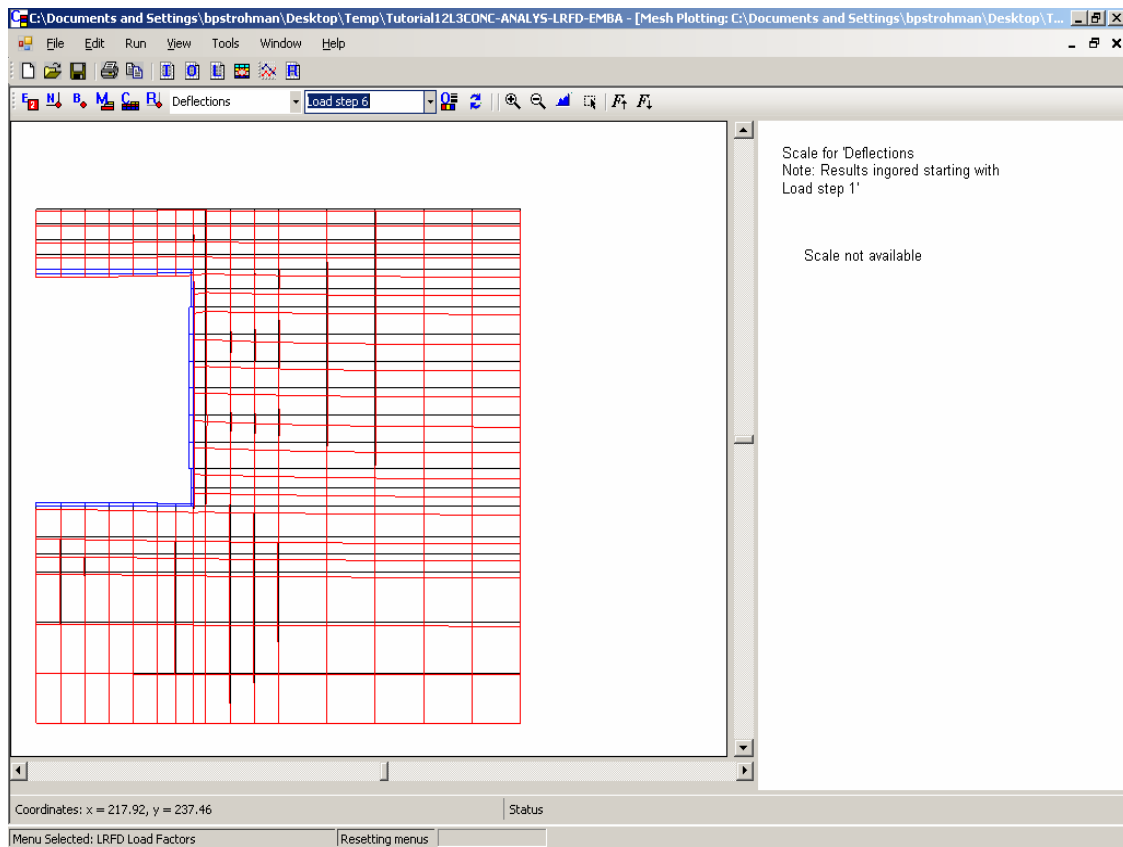 C:\Documents and Settings\bpstrohman\Desktop\Temp\Tutorial12L3CONC-ANALYS-LRFD-EMBA - [Mesh Plotting: C:\Documents and Settings\bpstrohman\Desktop\T...
File Edit Run View Tools Window Help
Deflections Load step 6
Scale for 'Deflections
Note: Results ingored starting with
Load step 1'
Scale not available
Coordinates: x = 217.92, y = 237.46 Status
Menu Selected: LRFD Load Factors Resetting menus